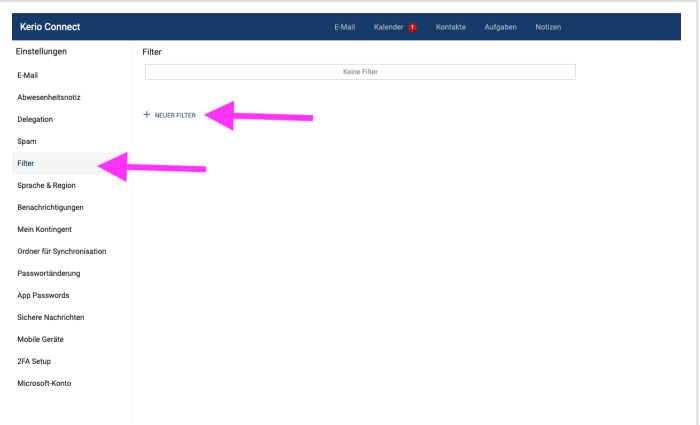 Kerio Connect
E-Mail
Kalender 1
Kontakte
Aufgaben
Notizen
Einstellungen
E-Mail
Abwesenheitsnotiz
Delegation
Spam
Filter
Sprache & Region
Benachrichtigungen
Mein Kontingent
Ordner für Synchronisation
Passwortänderung
App Passwords
Sichere Nachrichten
Mobile Geräte
2FA Setup
Microsoft-Konto
Filter
Keine Filter
+ NEUER FILTER